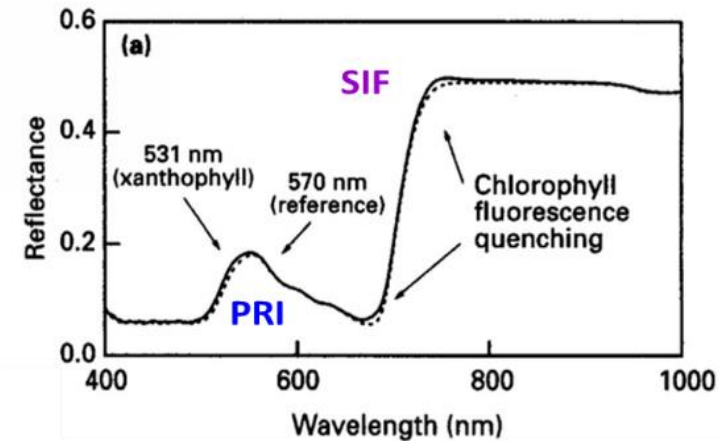 0.6
(a)
SIF
0.4
531 nm
(xanthophyll)
570 nm
(reference)
Chlorophyll
fluorescence
quenching
Reflectance
0.2
PRI
0.0
400
600
800
1000
Wavelength (nm)